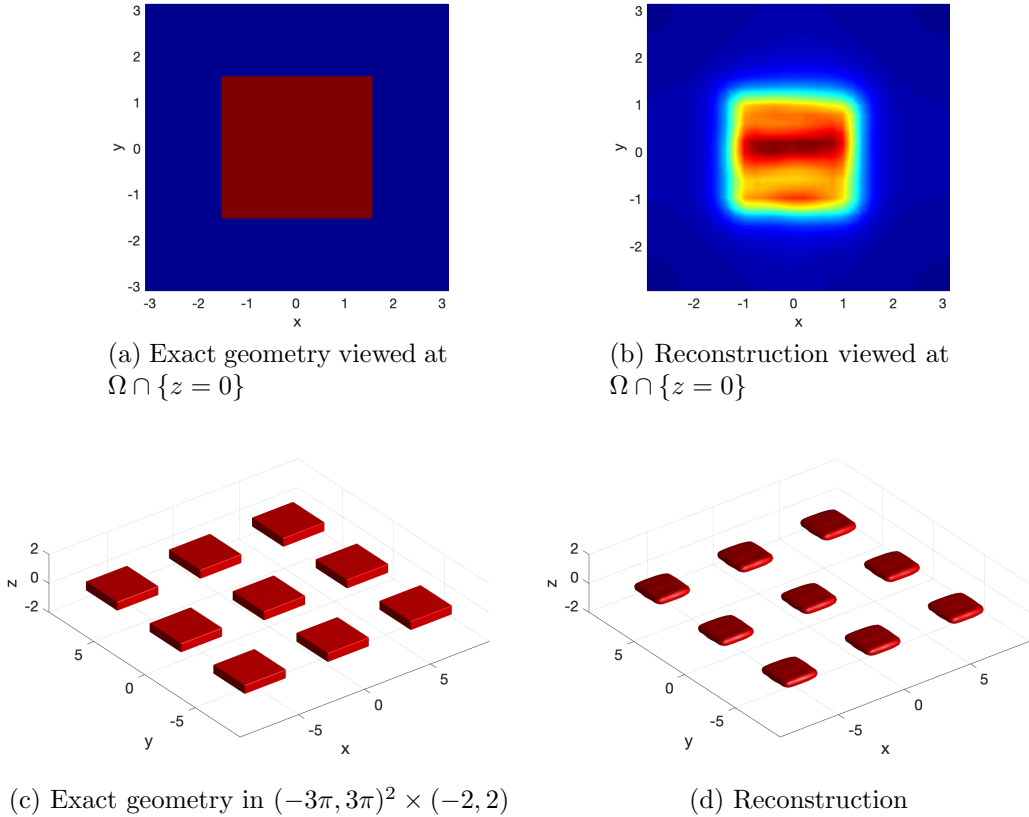 3
2
1
0
-1
-2
-3
y
-3 -2 -1 0 1 2 3
x
(a) Exact geometry viewed at
Ω ∩ {z = 0}
3
2
1
0
-1
-2
y
-2 -1 0 1 2 3
x
(b) Reconstruction viewed at
Ω ∩ {z = 0}
2
0
-2
z
5
0
-5
y
-5
0
5
x
(c) Exact geometry in (−3π, 3π)² × (−2, 2)
2
0
-2
z
5
0
-5
y
-5
0
5
x
(d) Reconstruction